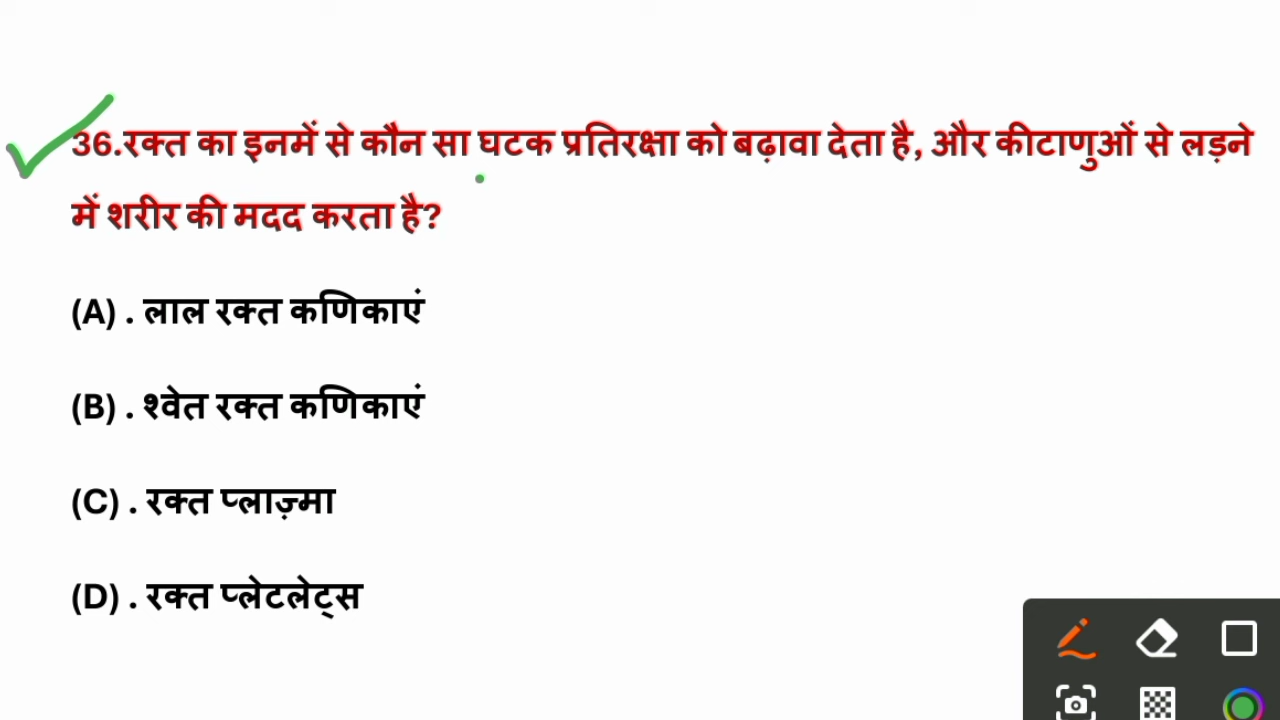 36.रक्त का इनमें से कौन सा घटक प्रतिरक्षा को बढ़ावा देता है, और कीटाणुओं से लड़ने
में शरीर की मदद करता है?
(A) . लाल रक्त कणिकाएं
(B) . श्वेत रक्त कणिकाएं
(C) . रक्त प्लाज़्मा
(D) . रक्त प्लेटलेट्स